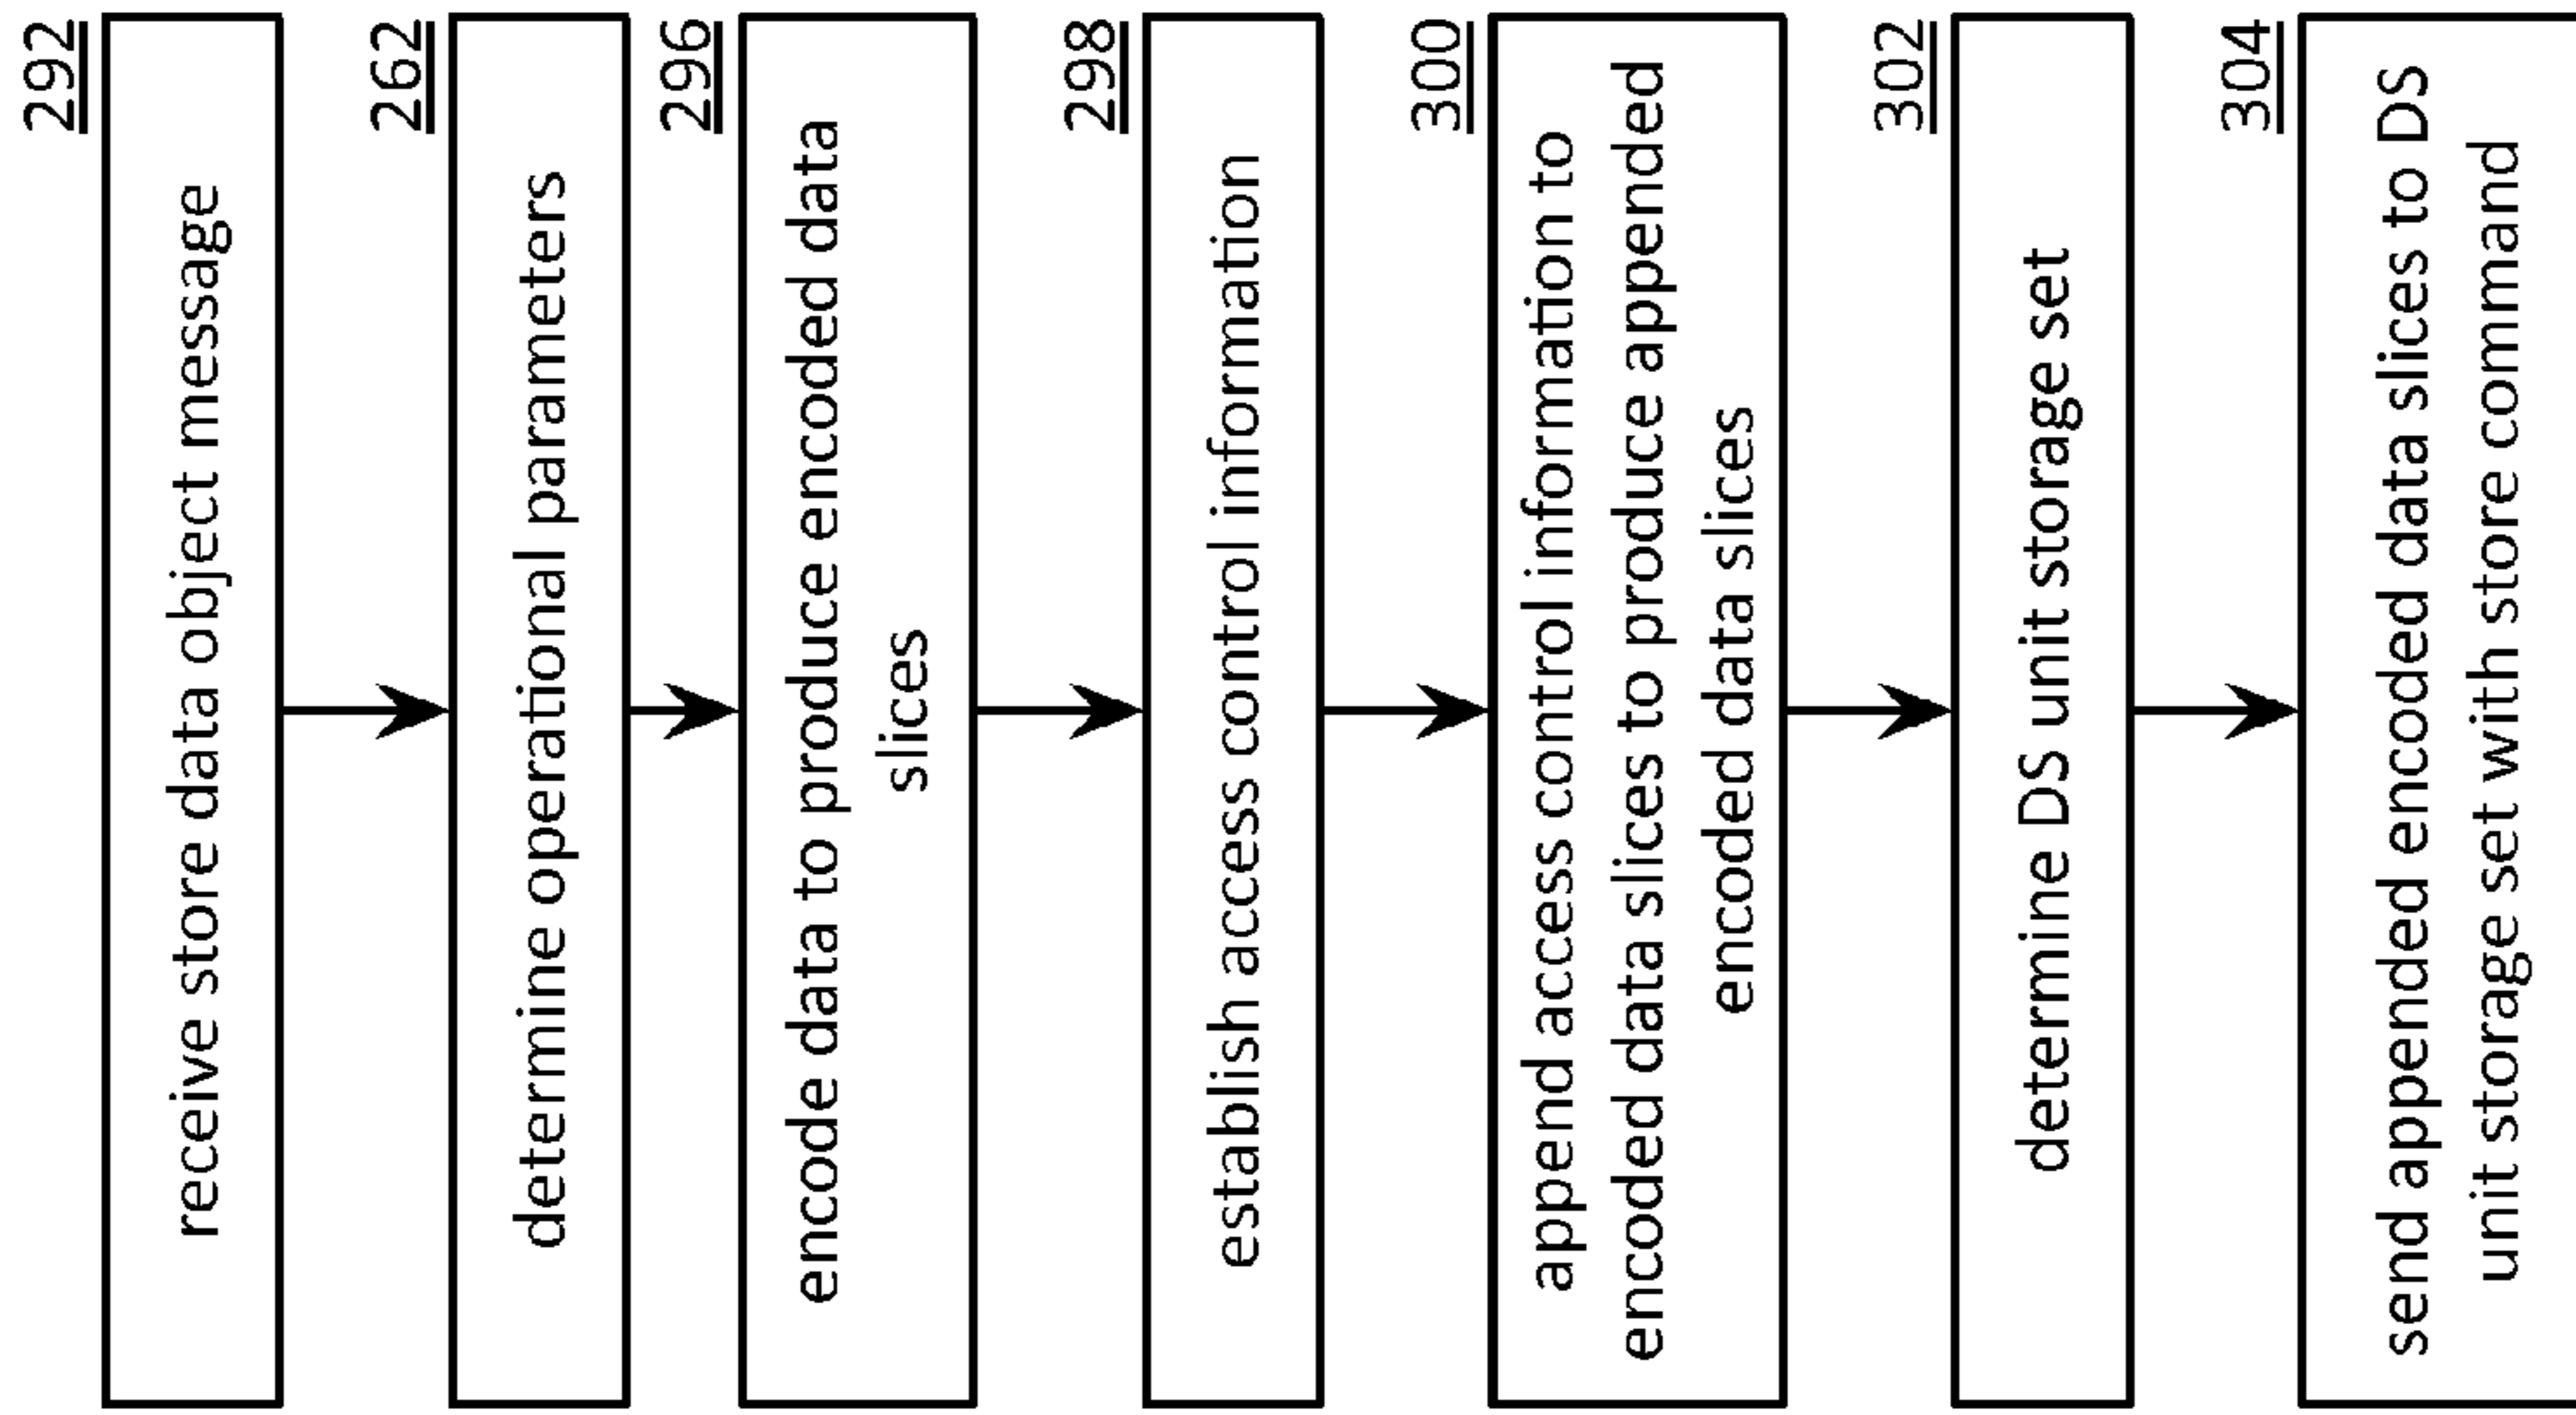 292
receive store data object message
262
determine operational parameters
296
encode data to produce encoded data
slices
298
establish access control information
300
append access control information to
encoded data slices to produce appended
encoded data slices
302
determine DS unit storage set
304
send appended encoded data slices to DS
unit storage set with store command